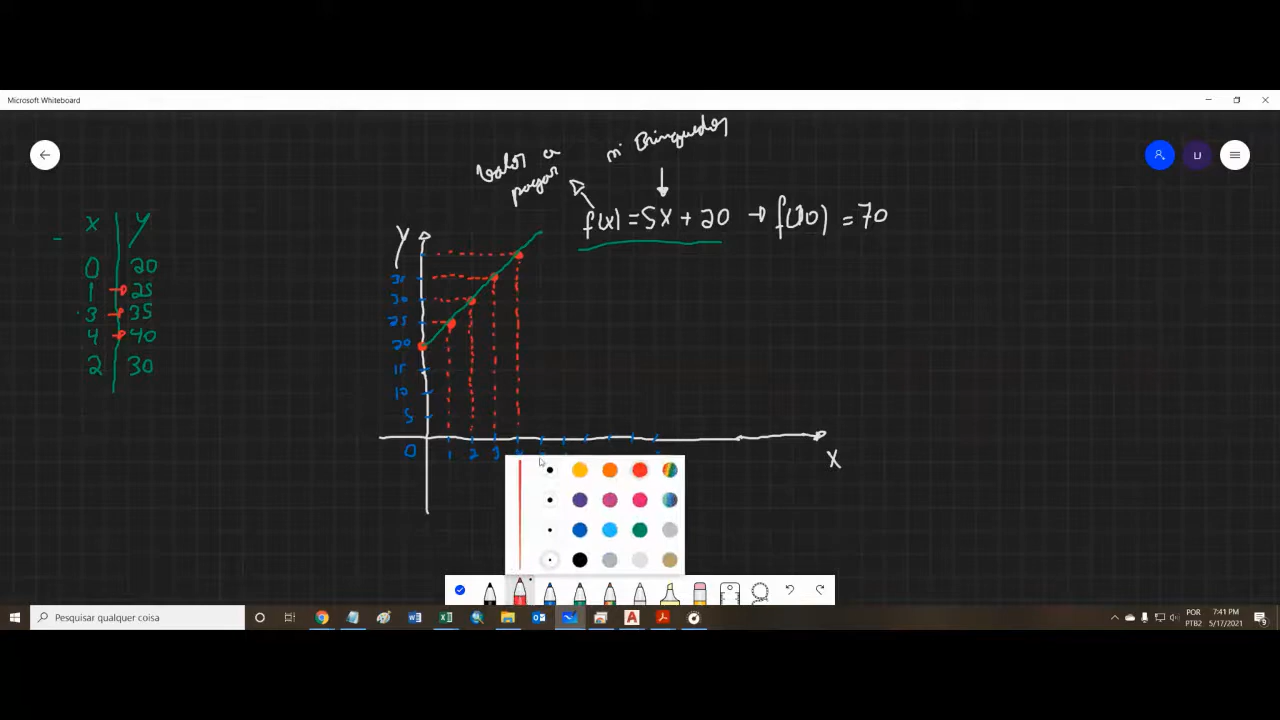 Microsoft Whiteboard
Valor a
pagar
nº Brinquedos
f(x) = 5x + 20 → f(10) = 70
LJ
x | y
0 | 20
1 → 25
3 → 35
4 → 40
2 | 30
Y
30
25
20
15
10
5
0 1 2 3
X
Pesquisar qualquer coisa
POR
PTB2
7:41 PM
5/17/2021
9